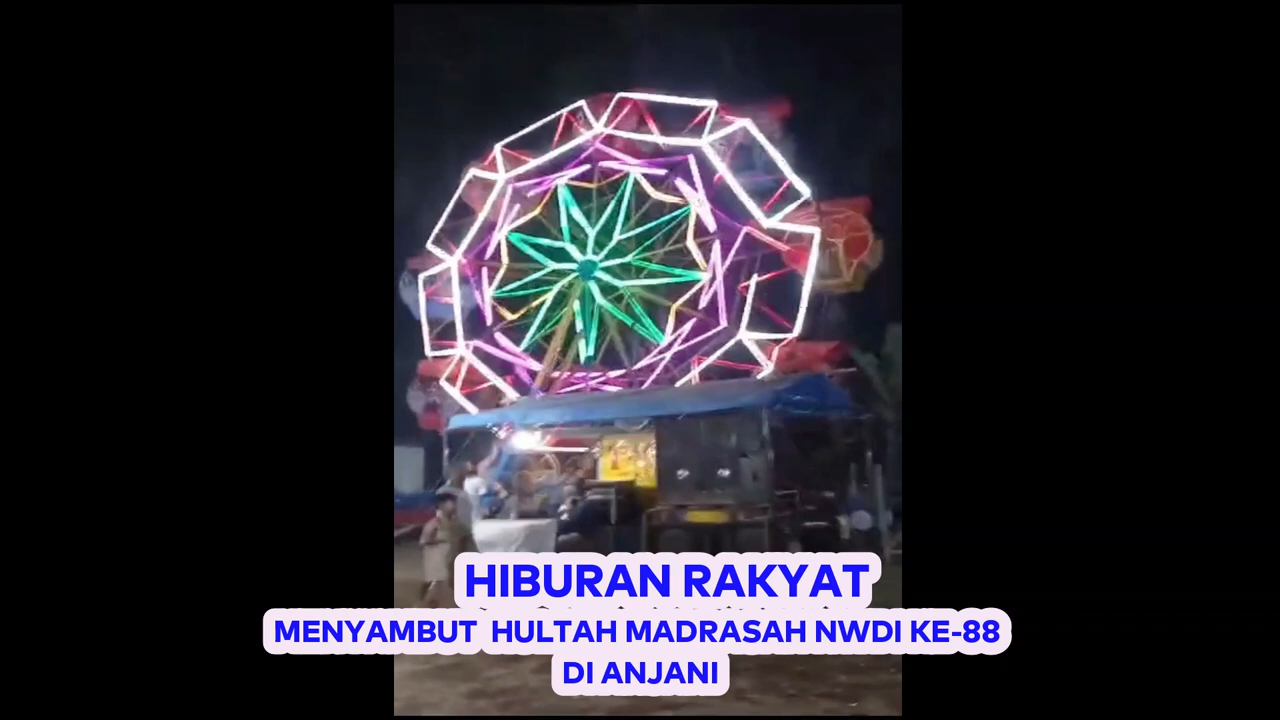 HIBURAN RAKYAT
MENYAMBUT HULTAH MADRASAH NWDI KE-88
DI ANJANI